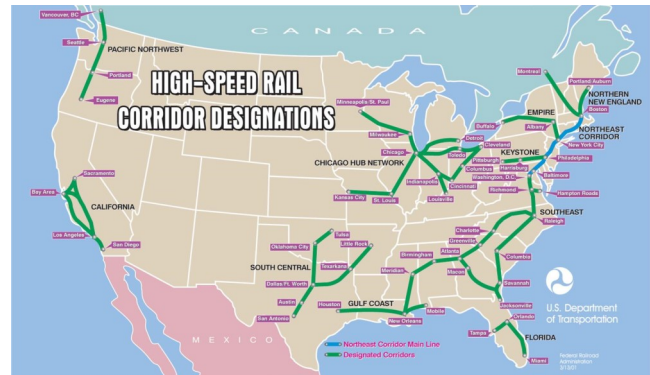 CANADA
Vancouver, BC
Seattle
PACIFIC NORTHWEST
Portland
Eugene
HIGH-SPEED RAIL
CORRIDOR DESIGNATIONS
Montreal
Portland Auburn
NORTHERN
NEW ENGLAND
Boston
Minneapolis/St. Paul
Milwaukee
Chicago
CHICAGO HUB NETWORK
Detroit
Cleveland
Toledo
Buffalo
EMPIRE
Albany
NORTHEAST
CORRIDOR
New York City
KEYSTONE
Philadelphia
Pittsburgh
Harrisburg
Columbus
Washington, D.C.
Baltimore
Indianapolis
Cincinnati
Louisville
Richmond
Hampton Roads
Kansas City
St. Louis
Sacramento
Bay Area
CALIFORNIA
Los Angeles
San Diego
SOUTHEAST
Raleigh
Charlotte
Greenville
Atlanta
Columbia
Birmingham
Macon
Meridian
Savannah
Jacksonville
Tulsa
Oklahoma City
Little Rock
SOUTH CENTRAL
Texarkana
Dallas/Ft. Worth
Austin
San Antonio
Houston
GULF COAST
Mobile
New Orleans
Orlando
Tampa
FLORIDA
Miami
MEXICO
Northeast Corridor Main Line
Designated Corridors
U.S. Department
of Transportation
Federal Railroad
Administration